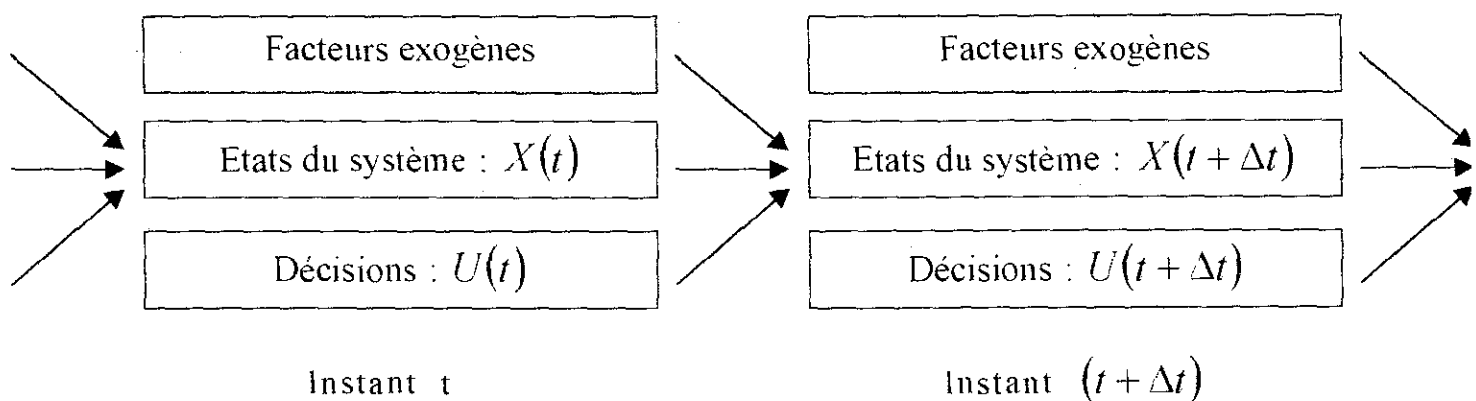 Facteurs exogènes
Etats du système : X(t)
Décisions : U(t)
Instant t
Facteurs exogènes
Etats du système : X(t + Δt)
Décisions : U(t + Δt)
Instant (t + Δt)